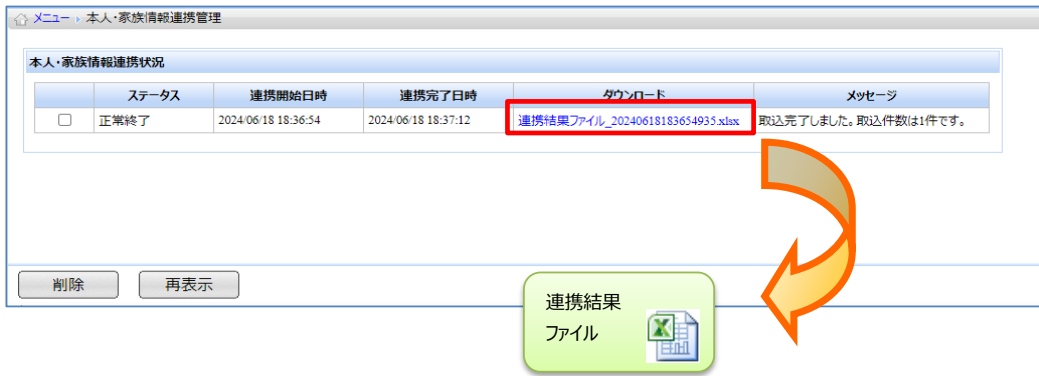 メニュー › 本人・家族情報連携管理
本人・家族情報連携状況
ステータス 連携開始日時 連携完了日時 ダウンロード メッセージ
正常終了 2024/06/18 18:36:54 2024/06/18 18:37:12 連携結果ファイル_20240618183654935.xlsx 取込完了しました。取込件数は1件です。
削除 再表示
連携結果
ファイル